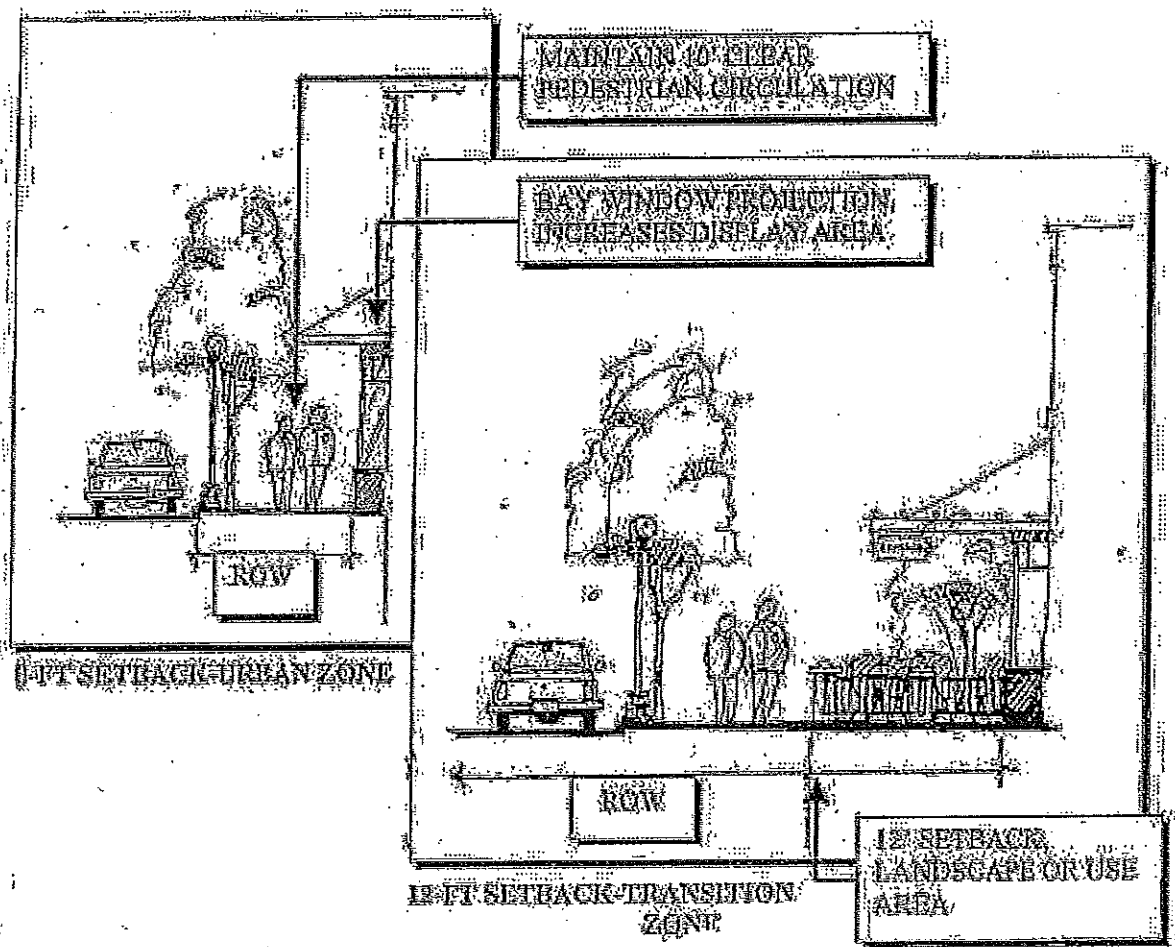 MAINTAIN 10' CLEAR
PEDESTRIAN CIRCULATION
BAY WINDOW PROJECTION
INCREASES DISPLAY AREA
ROW
FT SETBACK-URBAN ZONE
ROW
12' SETBACK,
LANDSCAPE OR USE
AREA
12-FT SETBACK-TRANSITION
ZONE